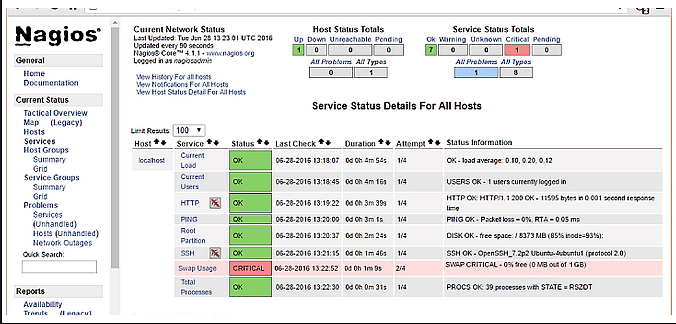 Nagios®
General
Home
Documentation
Current Status
Tactical Overview
Map (Legacy)
Hosts
Services
Host Groups
Summary
Grid
Service Groups
Summary
Grid
Problems
Services
(Unhandled)
Hosts (Unhandled)
Network Outages
Quick Search:
Reports
Availability
Trends (Legacy)
Current Network Status
Last Updated: Tue Jun 28 13:23:01 UTC 2016
Updated every 90 seconds
Nagios® Core™ 4.1.1 - www.nagios.org
Logged in as nagiosadmin
View History For all hosts
View Notifications For All Hosts
View Host Status Detail For All Hosts
Host Status Totals
Up Down Unreachable Pending
1 0 0 0
All Problems All Types
0 1
Service Status Totals
Ok Warning Unknown Critical Pending
7 0 0 1 0
All Problems All Types
1 8
Service Status Details For All Hosts
Limit Results: 100
Host Service Status Last Check Duration Attempt Status Information
localhost Current Load OK 06-28-2016 13:18:07 0d 0h 4m 54s 1/4 OK - load average: 0.10, 0.20, 0.12
Current Users OK 06-28-2016 13:18:45 0d 0h 4m 16s 1/4 USERS OK - 1 users currently logged in
HTTP OK 06-28-2016 13:19:22 0d 0h 3m 39s 1/4 HTTP OK: HTTP/1.1 200 OK - 11595 bytes in 0.001 second response time
PING OK 06-28-2016 13:20:00 0d 0h 3m 1s 1/4 PING OK - Packet loss = 0%, RTA = 0.05 ms
Root Partition OK 06-28-2016 13:20:37 0d 0h 2m 24s 1/4 DISK OK - free space: / 8373 MB (85% inode=93%):
SSH OK 06-28-2016 13:21:15 0d 0h 1m 46s 1/4 SSH OK - OpenSSH_7.2p2 Ubuntu-4ubuntu1 (protocol 2.0)
Swap Usage CRITICAL 06-28-2016 13:22:52 0d 0h 1m 9s 2/4 SWAP CRITICAL - 0% free (0 MB out of 1 GB)
Total Processes OK 06-28-2016 13:22:30 0d 0h 0m 31s 1/4 PROCS OK: 39 processes with STATE = RSZDT